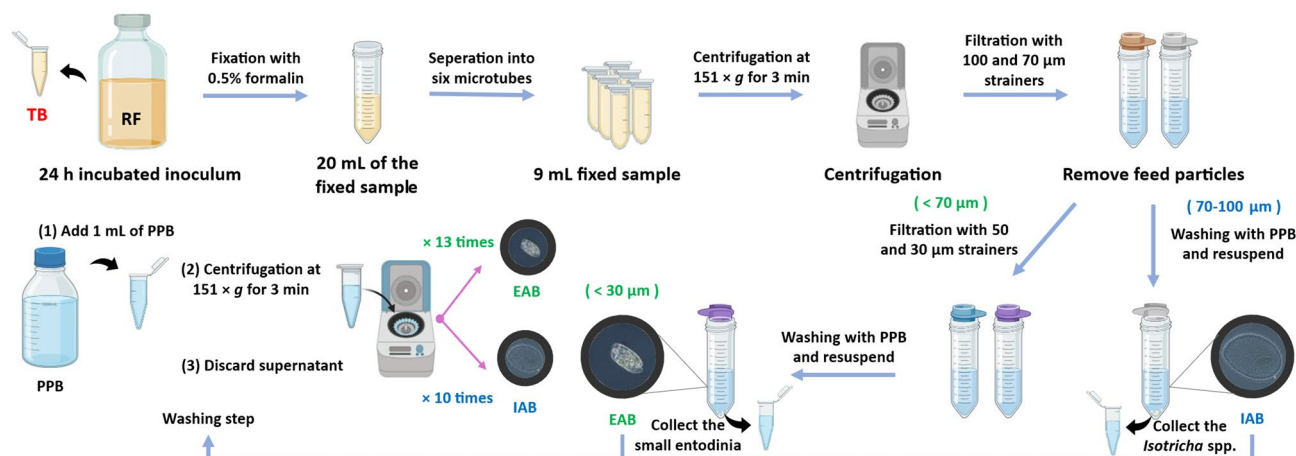 Fixation with
0.5% formalin
Seperation into
six microtubes
Centrifugation at
151 × g for 3 min
Filtration with
100 and 70 μm
strainers
TB
RF
24 h incubated inoculum
20 mL of the
fixed sample
9 mL fixed sample
Centrifugation
Remove feed particles
( < 70 μm )
Filtration with 50
and 30 μm strainers
( 70-100 μm )
Washing with PPB
and resuspend
(1) Add 1 mL of PPB
PPB
(2) Centrifugation at
151 × g for 3 min
(3) Discard supernatant
× 13 times
EAB
× 10 times
IAB
( < 30 μm )
EAB
Collect the
small entodinia
Washing with PPB
and resuspend
Collect the
Isotricha spp.
IAB
Washing step